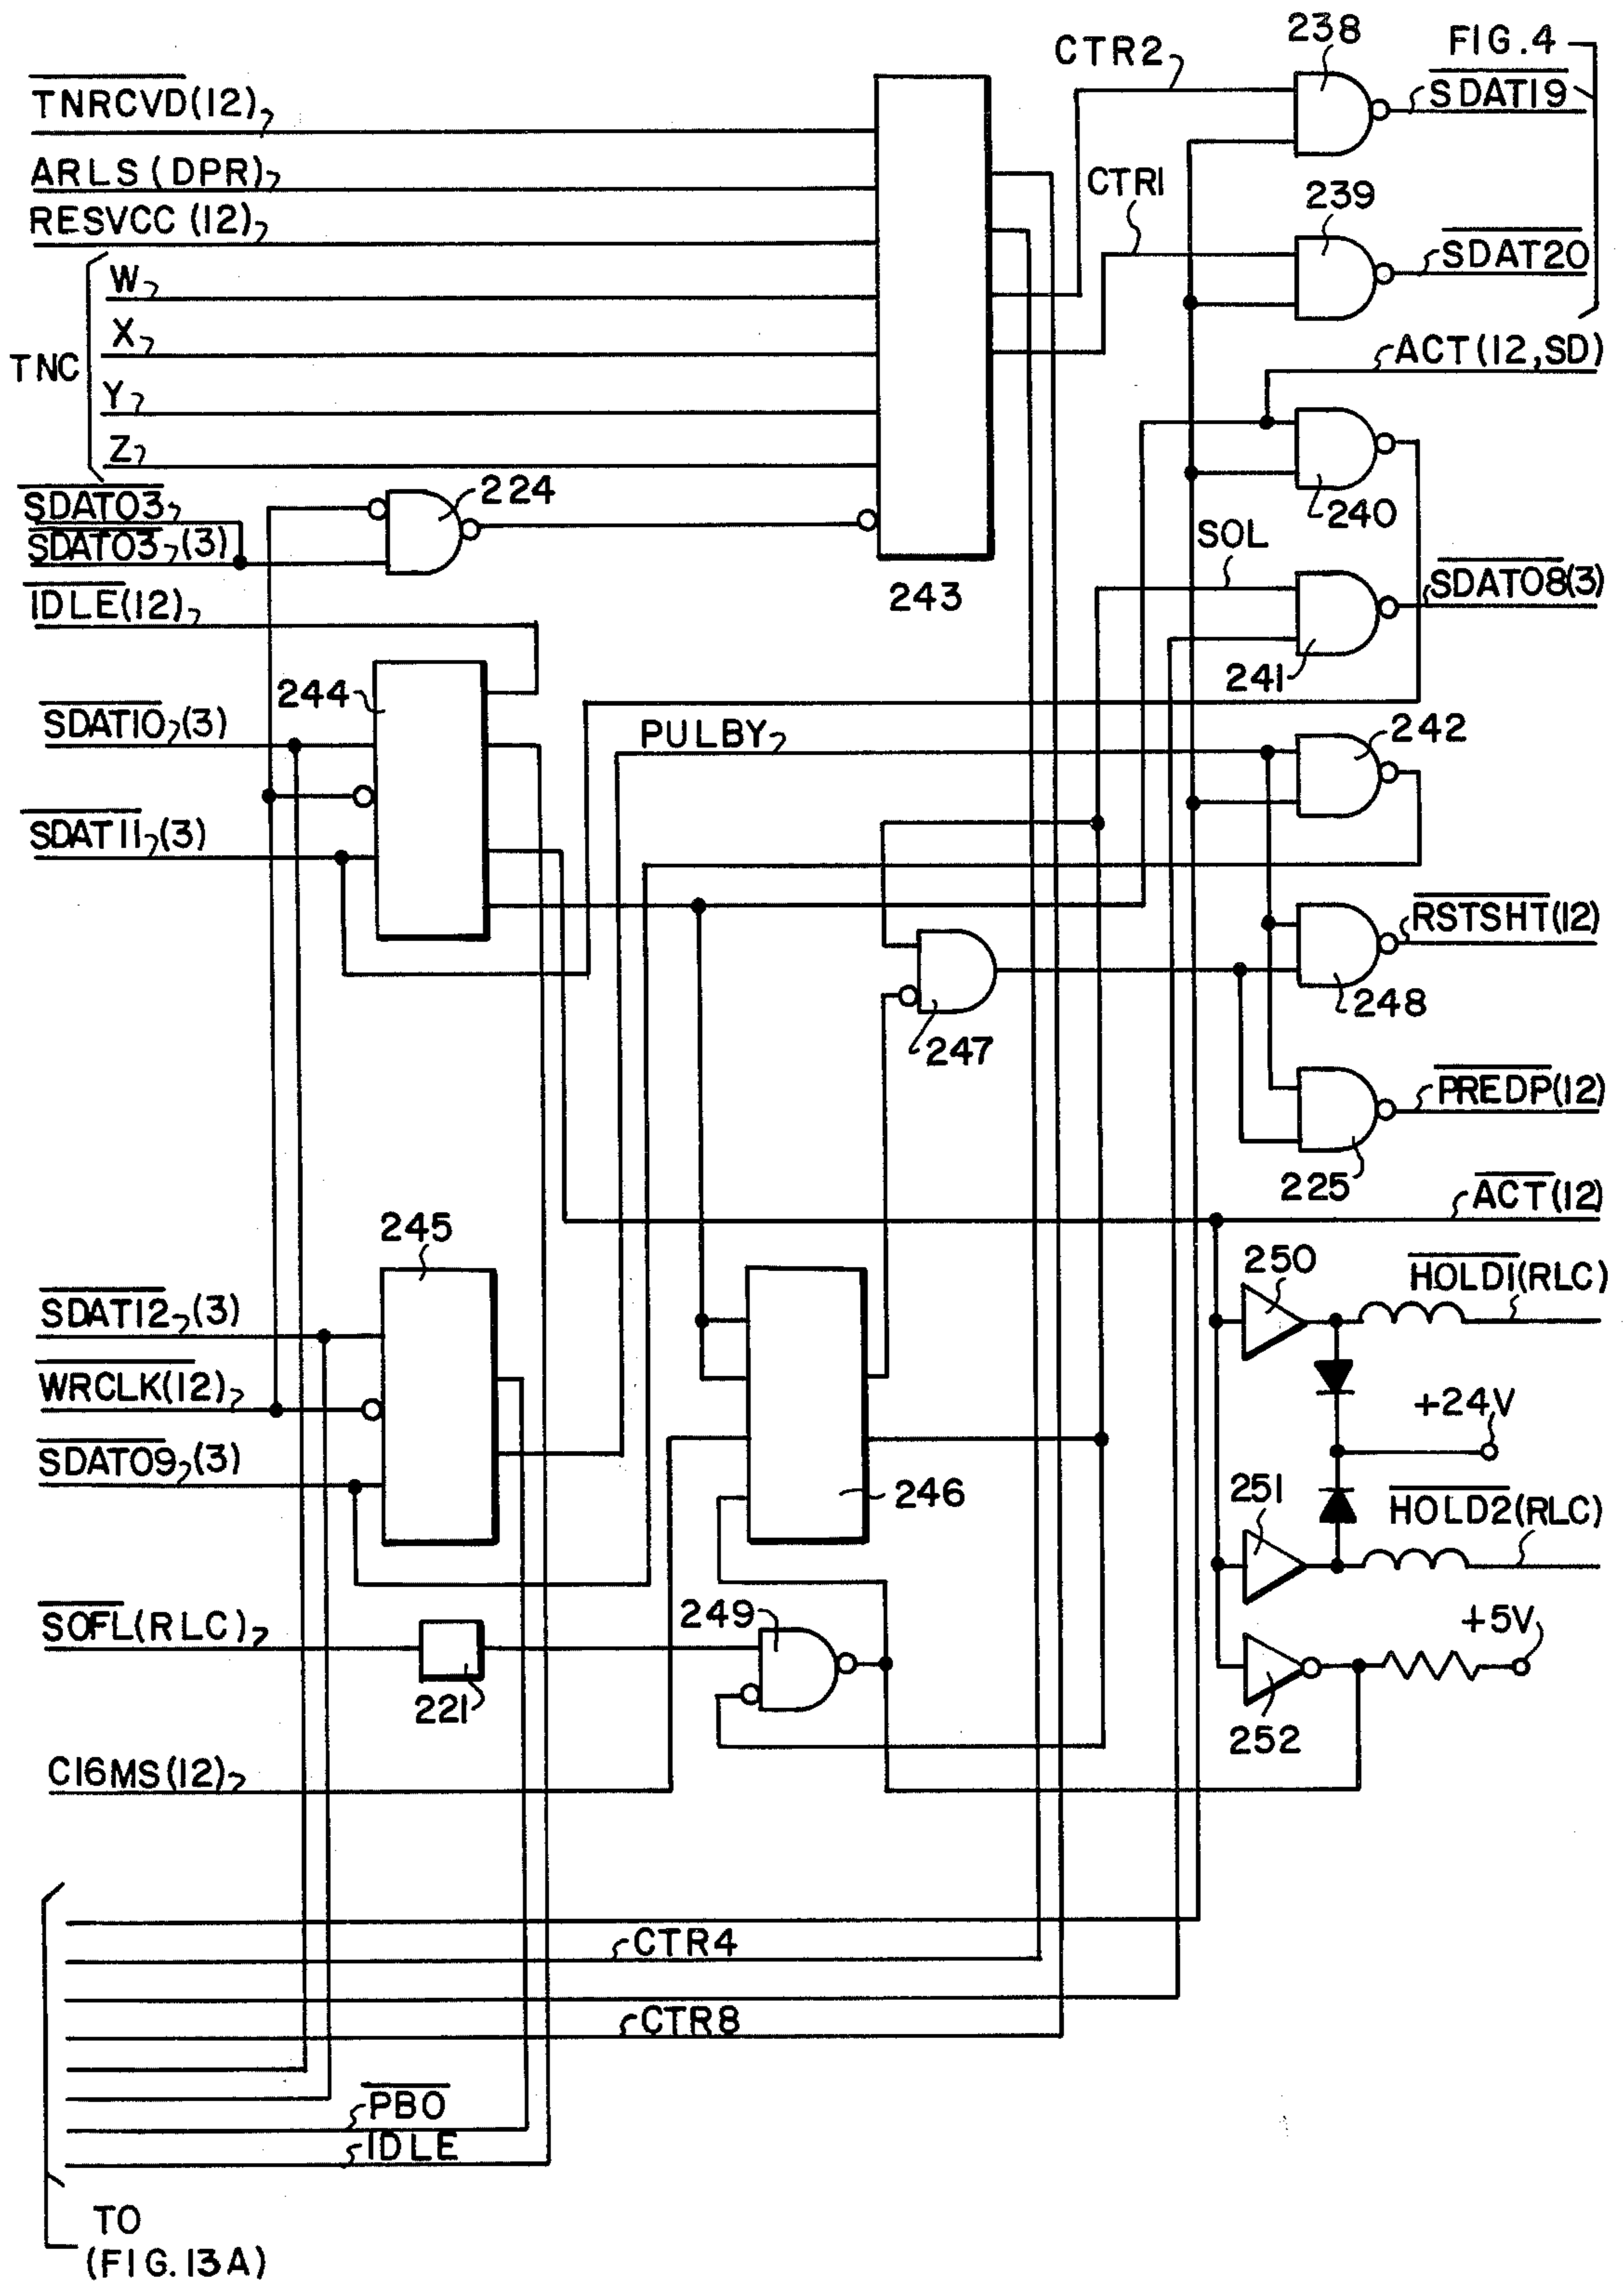 238
FIG.4
CTR2
SDAT19
TNRCVD(12)
ARLS (DPR)
CTR1
239
RESVCC (12)
SDAT20
W
X
TNC
ACT(12,SD)
Y
Z
SDAT03
224
240
SDAT03 (3)
SOL
SDAT08(3)
IDLE(12)
243
241
244
SDAT10 (3)
PULBY
242
SDAT11 (3)
RSTSHT(12)
248
247
PREDP(12)
225
ACT(12)
245
250
HOLD1(RLC)
SDAT12 (3)
WRCLK(12)
+24V
SDAT09 (3)
246
251
HOLD2(RLC)
SOFL(RLC)
249
+5V
221
252
C16MS(12)
CTR4
CTR8
PBO
IDLE
TO
(FIG.13A)